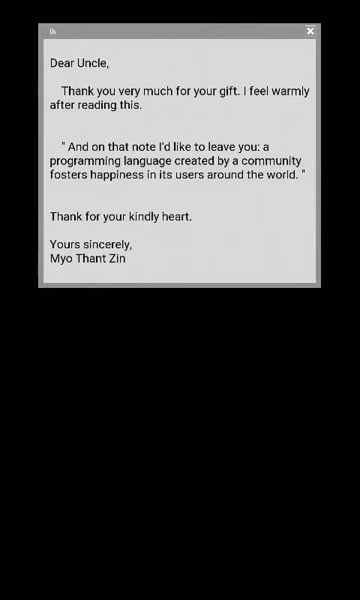 tk
Dear Uncle,
Thank you very much for your gift. I feel warmly
after reading this.
" And on that note I'd like to leave you: a
programming language created by a community
fosters happiness in its users around the world. "
Thank for your kindly heart.
Yours sincerely,
Myo Thant Zin